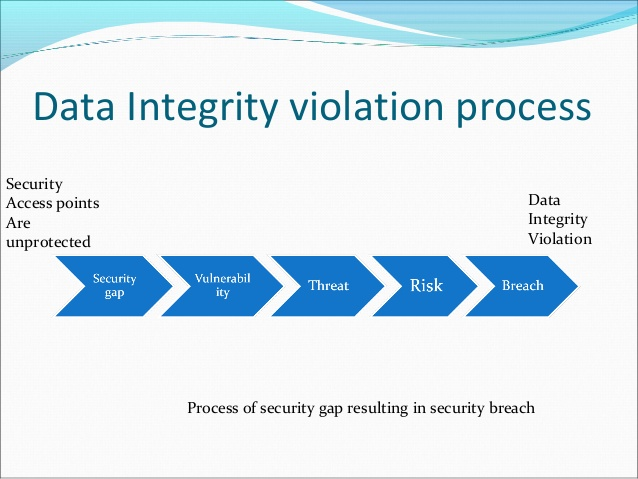 Data Integrity violation process
Security
Access points
Are
unprotected
Data
Integrity
Violation
Security
gap
Vulnerabil
ity
Threat
Risk
Breach
Process of security gap resulting in security breach